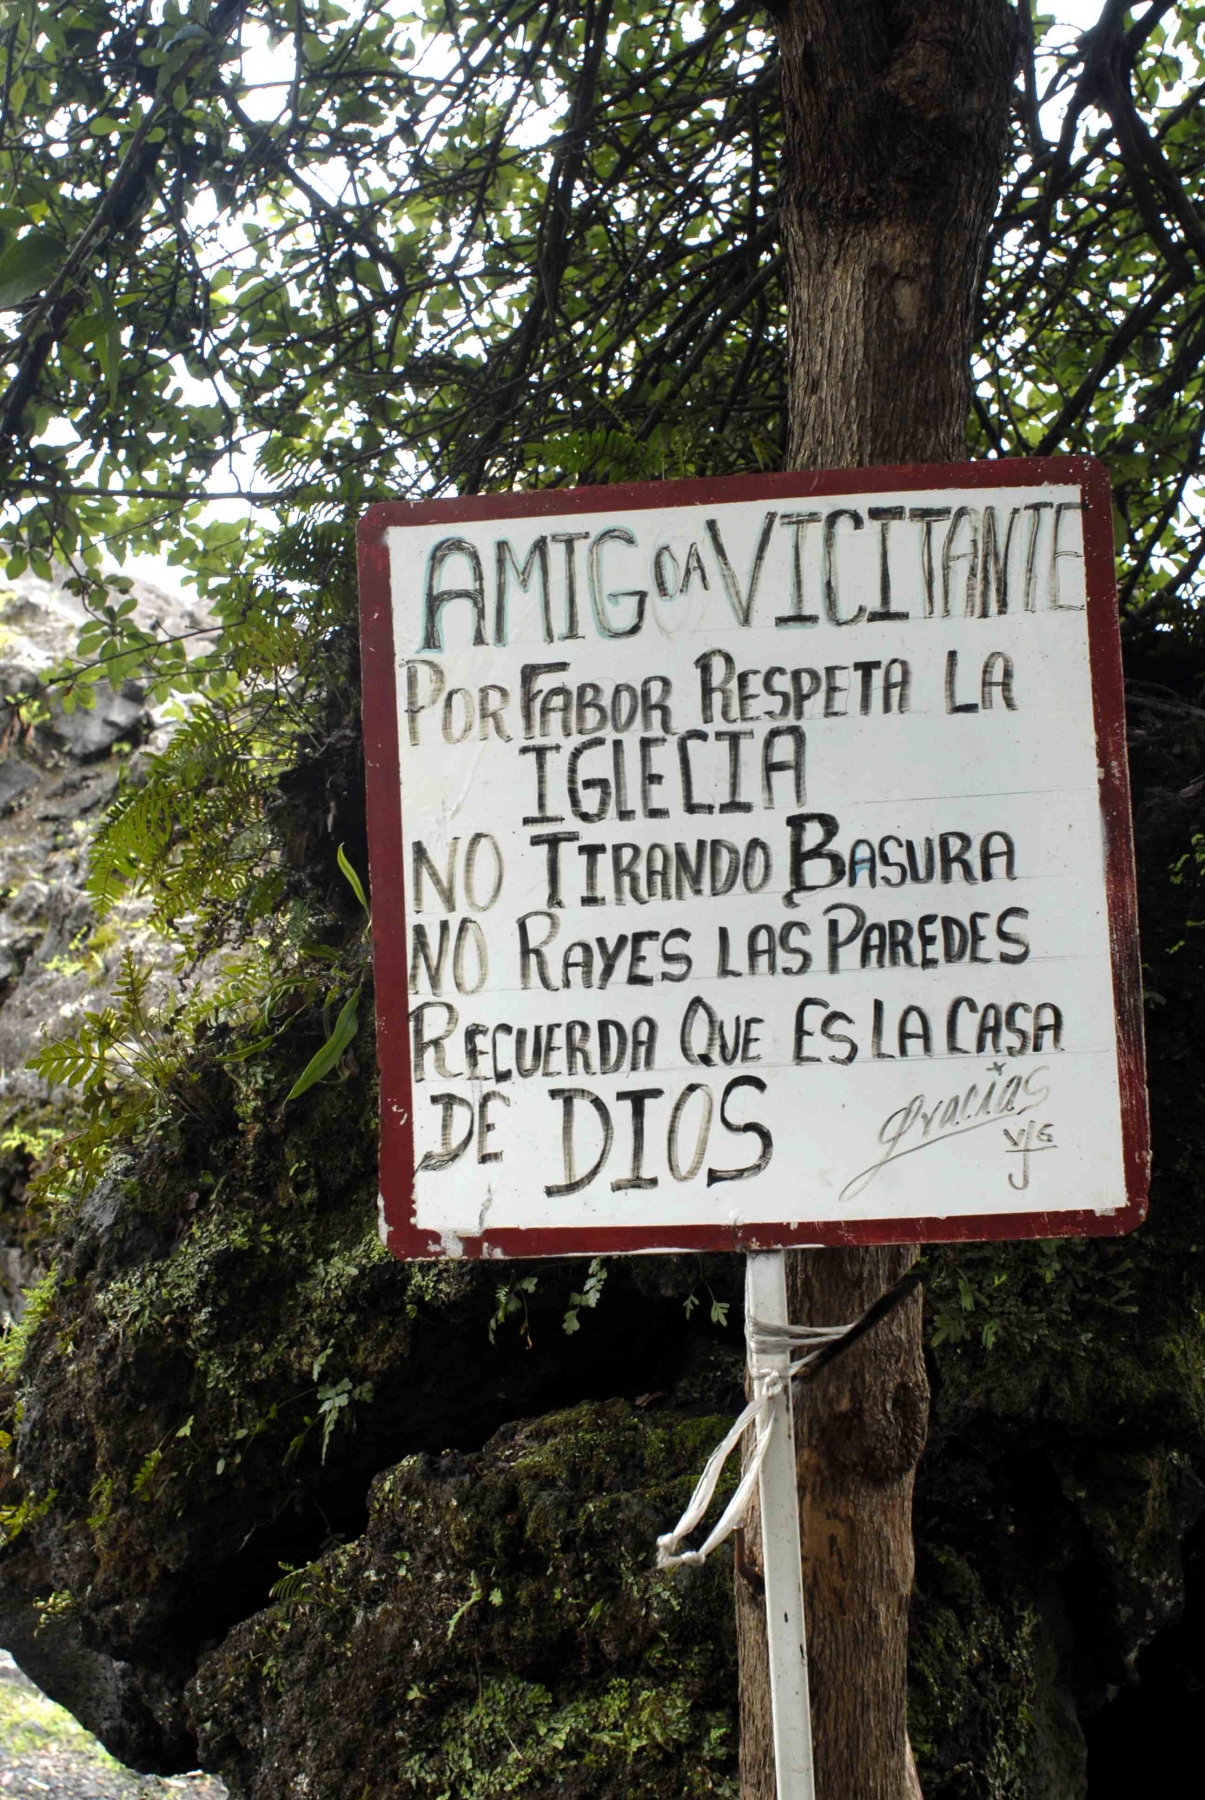 AMIGOA VICITANTE
POR FABOR RESPETA LA
IGLECIA
NO TIRANDO BASURA
NO RAYES LAS PAREDES
RECUERDA QUE ES LA CASA
DE DIOS
Gracias